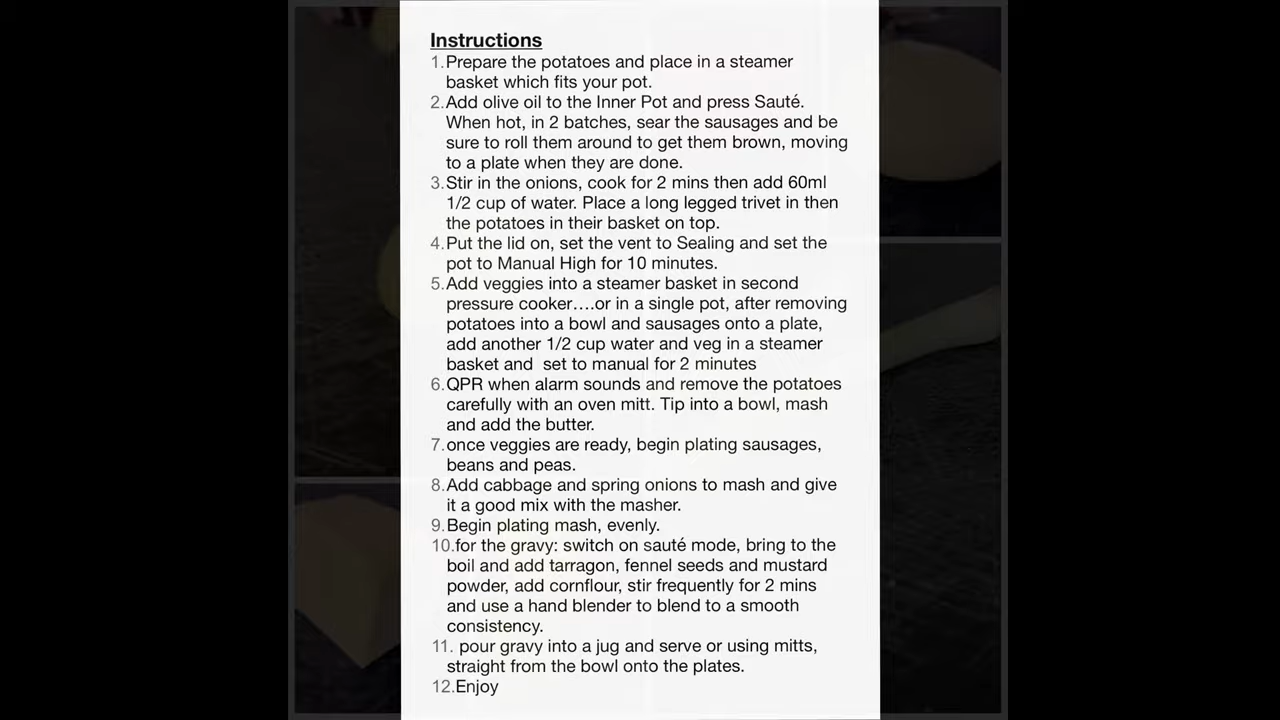 Instructions
1.Prepare the potatoes and place in a steamer
basket which fits your pot.
2.Add olive oil to the Inner Pot and press Sauté.
When hot, in 2 batches, sear the sausages and be
sure to roll them around to get them brown, moving
to a plate when they are done.
3.Stir in the onions, cook for 2 mins then add 60ml
1/2 cup of water. Place a long legged trivet in then
the potatoes in their basket on top.
4.Put the lid on, set the vent to Sealing and set the
pot to Manual High for 10 minutes.
5.Add veggies into a steamer basket in second
pressure cooker….or in a single pot, after removing
potatoes into a bowl and sausages onto a plate,
add another 1/2 cup water and veg in a steamer
basket and  set to manual for 2 minutes
6.QPR when alarm sounds and remove the potatoes
carefully with an oven mitt. Tip into a bowl, mash
and add the butter.
7.once veggies are ready, begin plating sausages,
beans and peas.
8.Add cabbage and spring onions to mash and give
it a good mix with the masher.
9.Begin plating mash, evenly.
10.for the gravy: switch on sauté mode, bring to the
boil and add tarragon, fennel seeds and mustard
powder, add cornflour, stir frequently for 2 mins
and use a hand blender to blend to a smooth
consistency.
11. pour gravy into a jug and serve or using mitts,
straight from the bowl onto the plates.
12.Enjoy